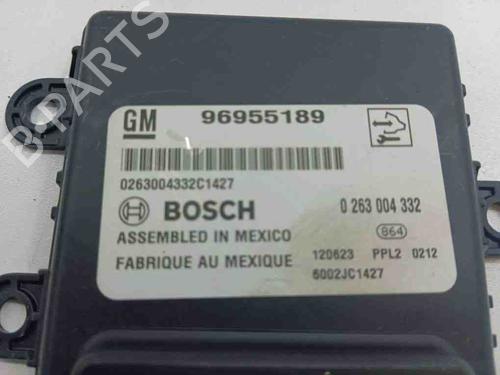 B-PARTS
GM 96955189
0263004332C1427
BOSCH 0 263 004 332
ASSEMBLED IN MEXICO 864
FABRIQUE AU MEXIQUE 120623 PPL2 0212
6002JC1427